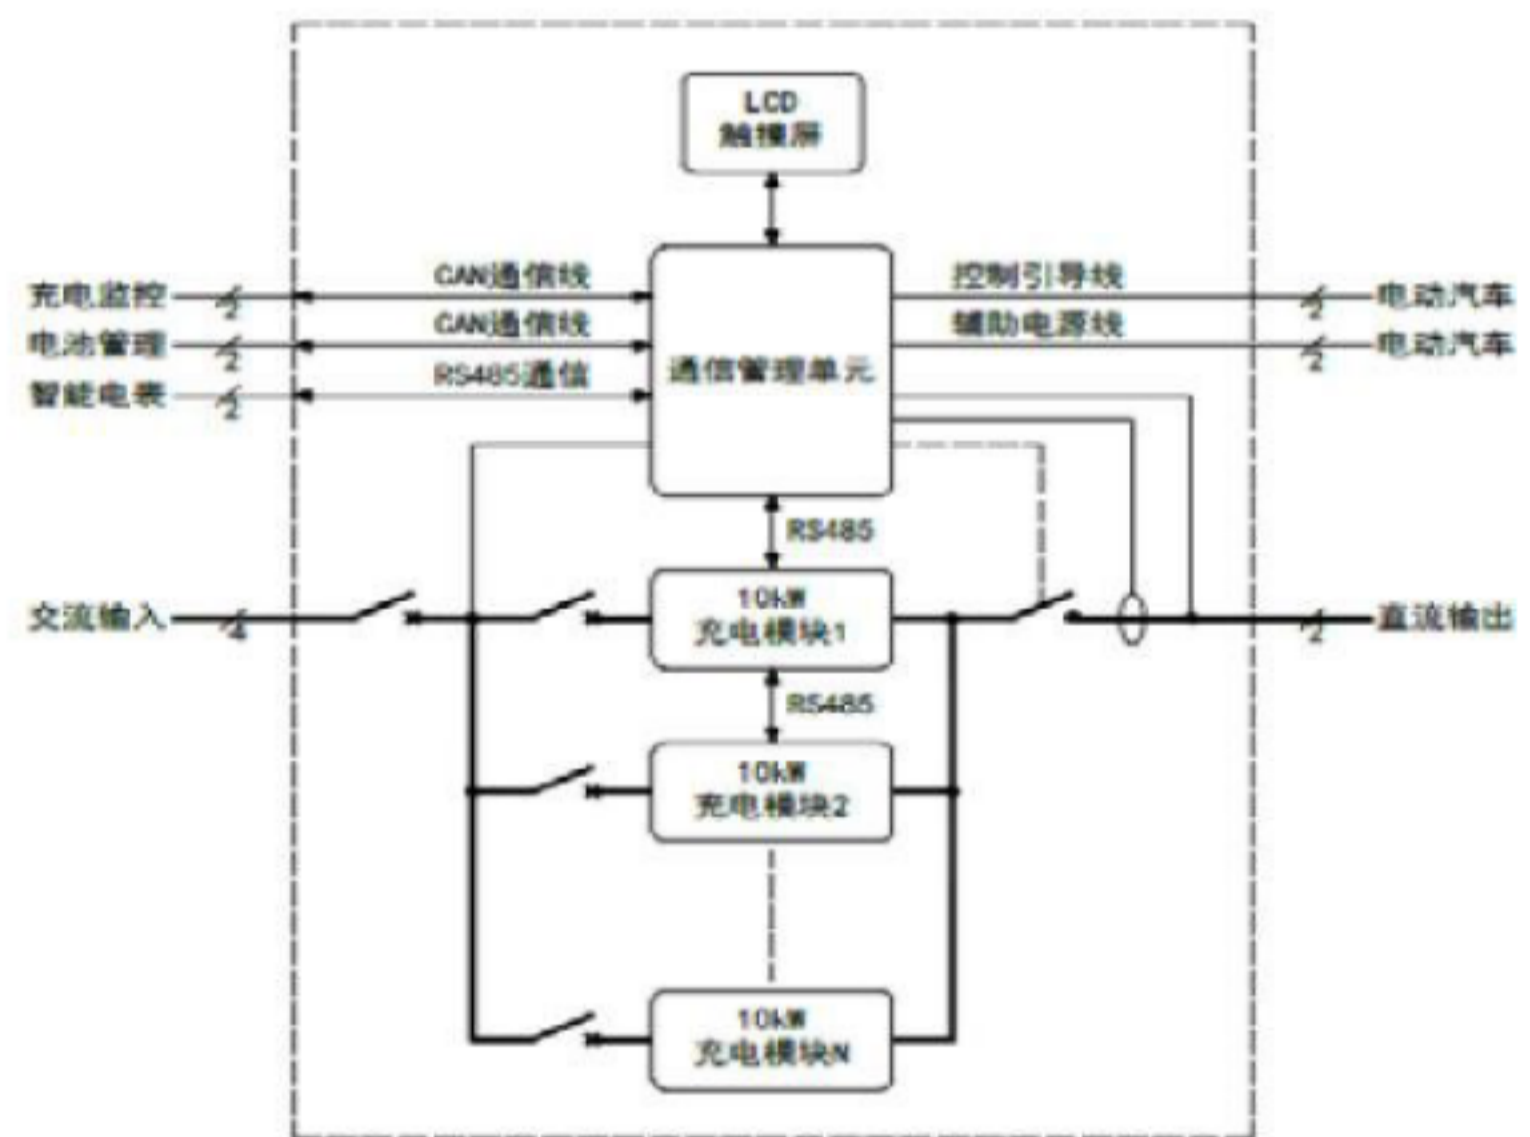 LCD
触摸屏
充电监控
2
CAN通信线
控制引导线
2
电动汽车
电池管理
2
CAN通信线
辅助电源线
2
电动汽车
智能电表
2
RS485通信
通信管理单元
RS485
交流输入
4
10kW
充电模块1
2
直流输出
RS485
10kW
充电模块2
10kW
充电模块N